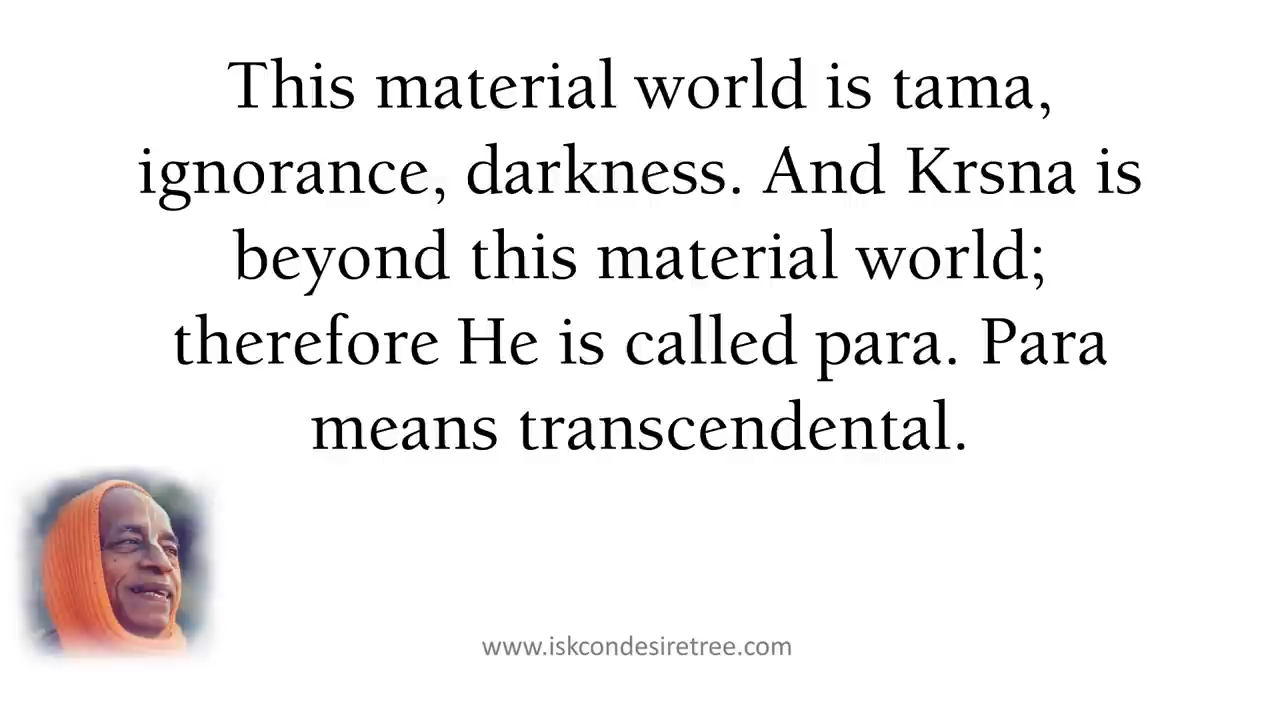 This material world is tama,
ignorance, darkness. And Krsna is
beyond this material world;
therefore He is called para. Para
means transcendental.
www.iskcondesiretree.com